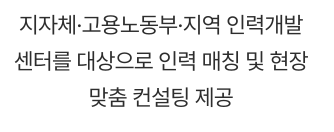 지자체·고용노동부·지역 인력개발
센터를 대상으로 인력 매칭 및 현장
맞춤 컨설팅 제공